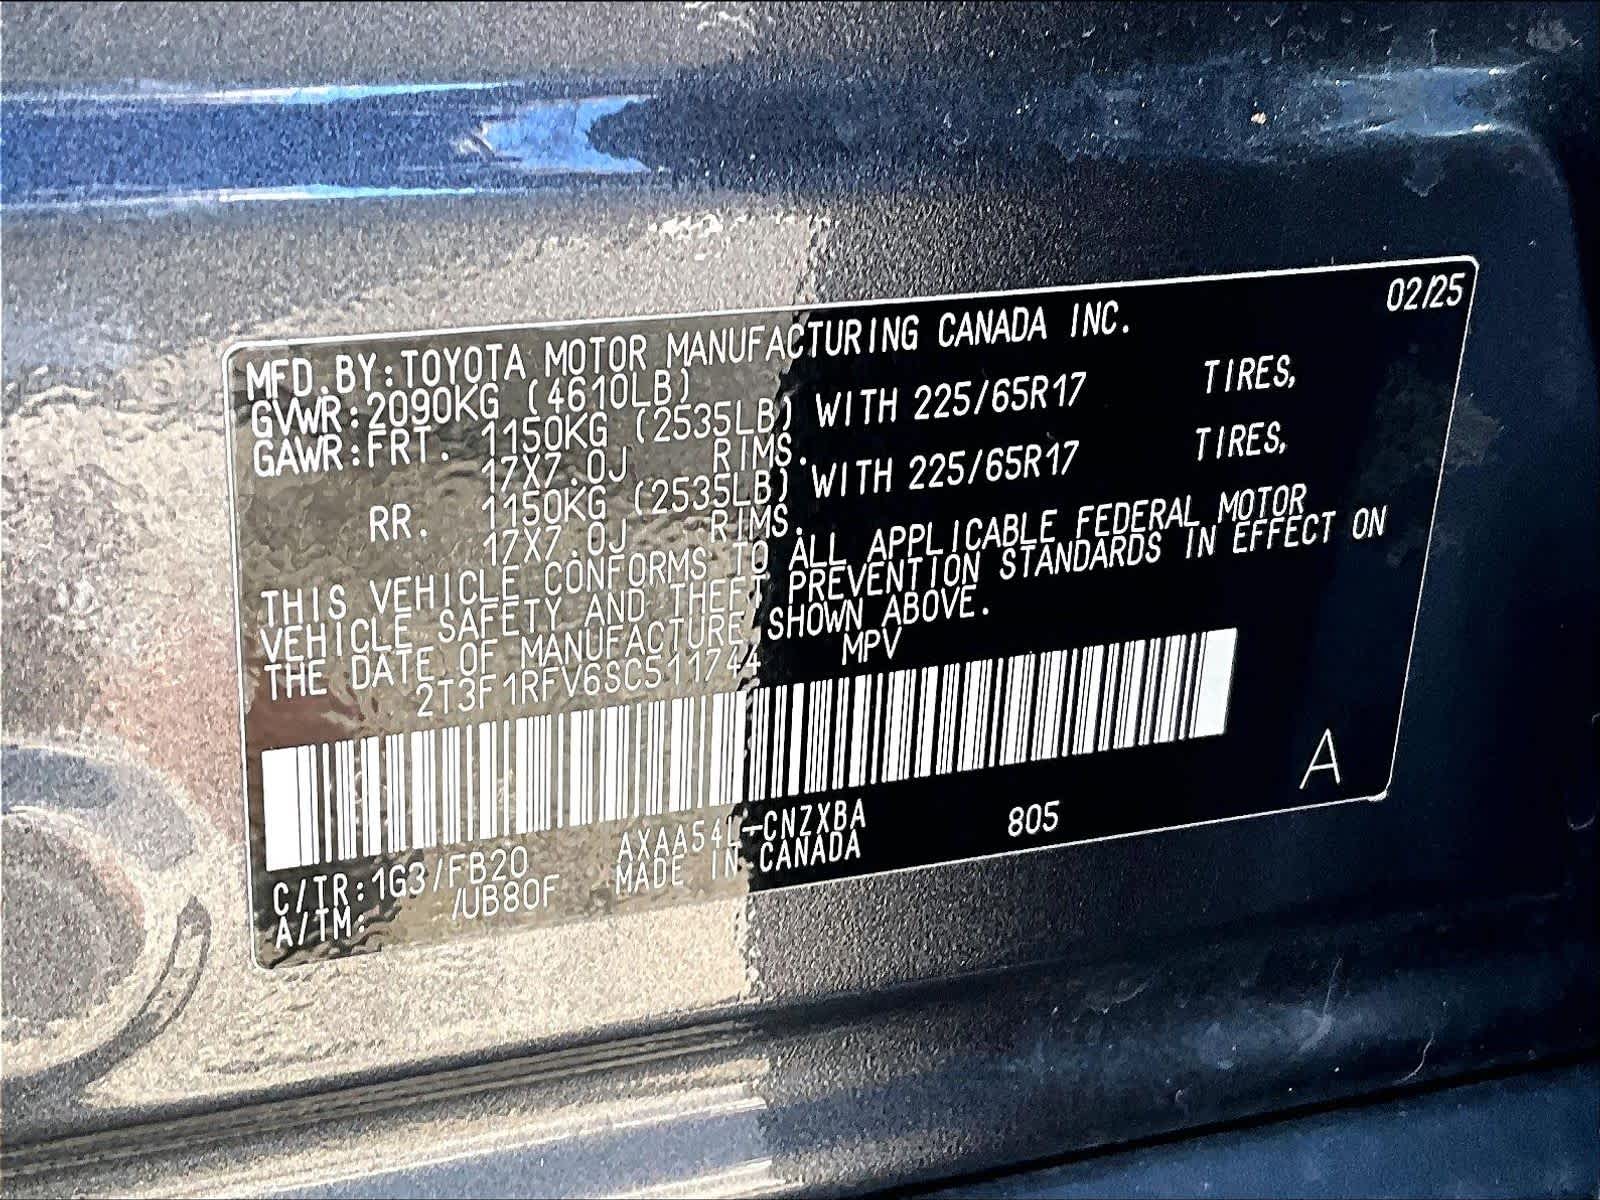 02/25
MFD.BY:TOYOTA MOTOR MANUFACTURING CANADA INC.
GVWR:2090KG (4610LB)
GAWR:FRT. 1150KG (2535LB) WITH 225/65R17 TIRES,
17X7.0J RIMS.
RR. 1150KG (2535LB) WITH 225/65R17 TIRES,
17X7.0J RIMS.
THIS VEHICLE CONFORMS TO ALL APPLICABLE FEDERAL MOTOR
VEHICLE SAFETY AND THEFT PREVENTION STANDARDS IN EFFECT ON
THE DATE OF MANUFACTURE SHOWN ABOVE.
2T3F1RFV6SC511744 MPV
C/TR:1G3/FB20 AXAA54L-CNZXBA 805 A
A/TM: /UB80F MADE IN CANADA